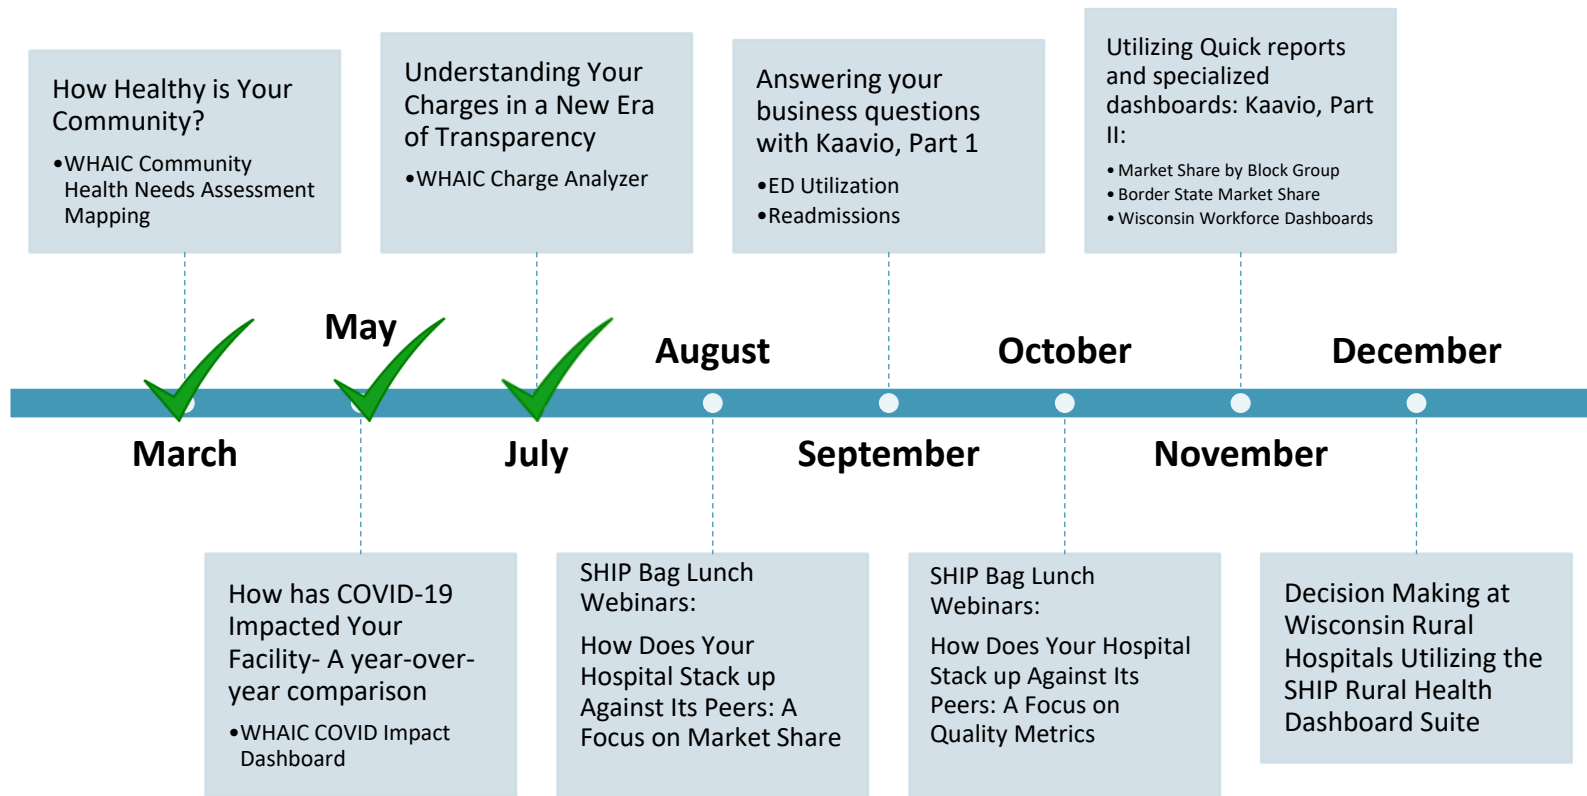 How Healthy is Your
Community?
•WHAIC Community
Health Needs Assessment
Mapping
Understanding Your
Charges in a New Era
of Transparency
•WHAIC Charge Analyzer
Answering your
business questions
with Kaavio, Part 1
•ED Utilization
•Readmissions
Utilizing Quick reports
and specialized
dashboards: Kaavio, Part
II:
• Market Share by Block Group
• Border State Market Share
• Wisconsin Workforce Dashboards
March
May
July
August
September
October
November
December
How has COVID-19
Impacted Your
Facility- A year-over-
year comparison
•WHAIC COVID Impact
Dashboard
SHIP Bag Lunch
Webinars:
How Does Your
Hospital Stack up
Against Its Peers: A
Focus on Market Share
SHIP Bag Lunch
Webinars:
How Does Your Hospital
Stack up Against Its
Peers: A Focus on
Quality Metrics
Decision Making at
Wisconsin Rural
Hospitals Utilizing the
SHIP Rural Health
Dashboard Suite